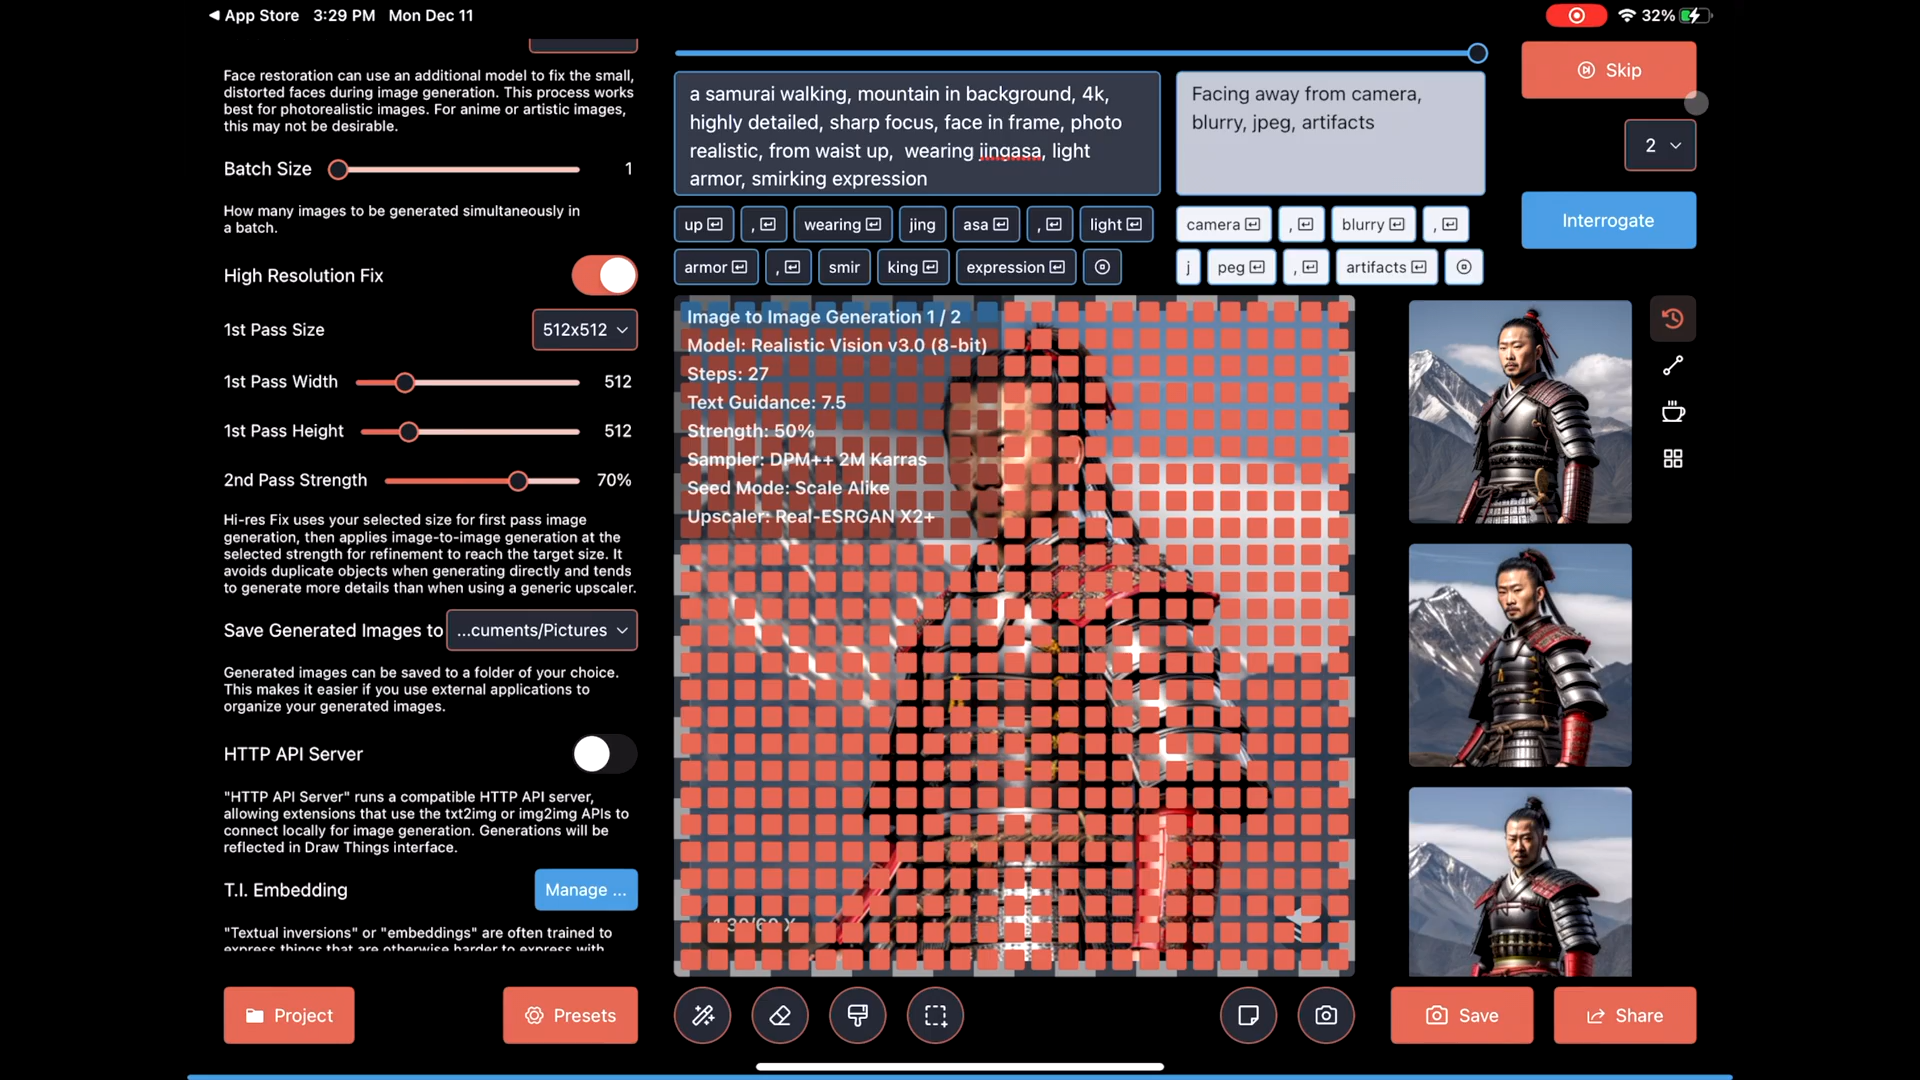 App Store 3:29 PM Mon Dec 11
32%
Face restoration can use an additional model to fix the small,
distorted faces during image generation. This process works
best for photorealistic images. For anime or artistic images,
this may not be desirable.
Batch Size 1
How many images to be generated simultaneously in
a batch.
High Resolution Fix
1st Pass Size 512x512
1st Pass Width 512
1st Pass Height 512
2nd Pass Strength 70%
Hi-res Fix uses your selected size for first pass image
generation, then applies image-to-image generation at the
selected strength for refinement to reach the target size. It
avoids duplicate objects when generating directly and tends
to generate more details than when using a generic upscaler.
Save Generated Images to ...cuments/Pictures
Generated images can be saved to a folder of your choice.
This makes it easier if you use external applications to
organize your generated images.
HTTP API Server
"HTTP API Server" runs a compatible HTTP API server,
allowing extensions that use the txt2img or img2img APIs to
connect locally for image generation. Generations will be
reflected in Draw Things interface.
T.I. Embedding Manage ...
"Textual inversions" or "embeddings" are often trained to
express things that are otherwise harder to express with
Project Presets
a samurai walking, mountain in background, 4k,
highly detailed, sharp focus, face in frame, photo
realistic, from waist up, wearing jingasa, light
armor, smirking expression
up , wearing jing asa , light
armor , smir king expression
Facing away from camera,
blurry, jpeg, artifacts
camera , blurry ,
j peg , artifacts
Skip
2
Interrogate
Image to Image Generation 1 / 2
Model: Realistic Vision v3.0 (8-bit)
Steps: 27
Text Guidance: 7.5
Strength: 50%
Sampler: DPM++ 2M Karras
Seed Mode: Scale Alike
Upscaler: Real-ESRGAN X2+
Save Share